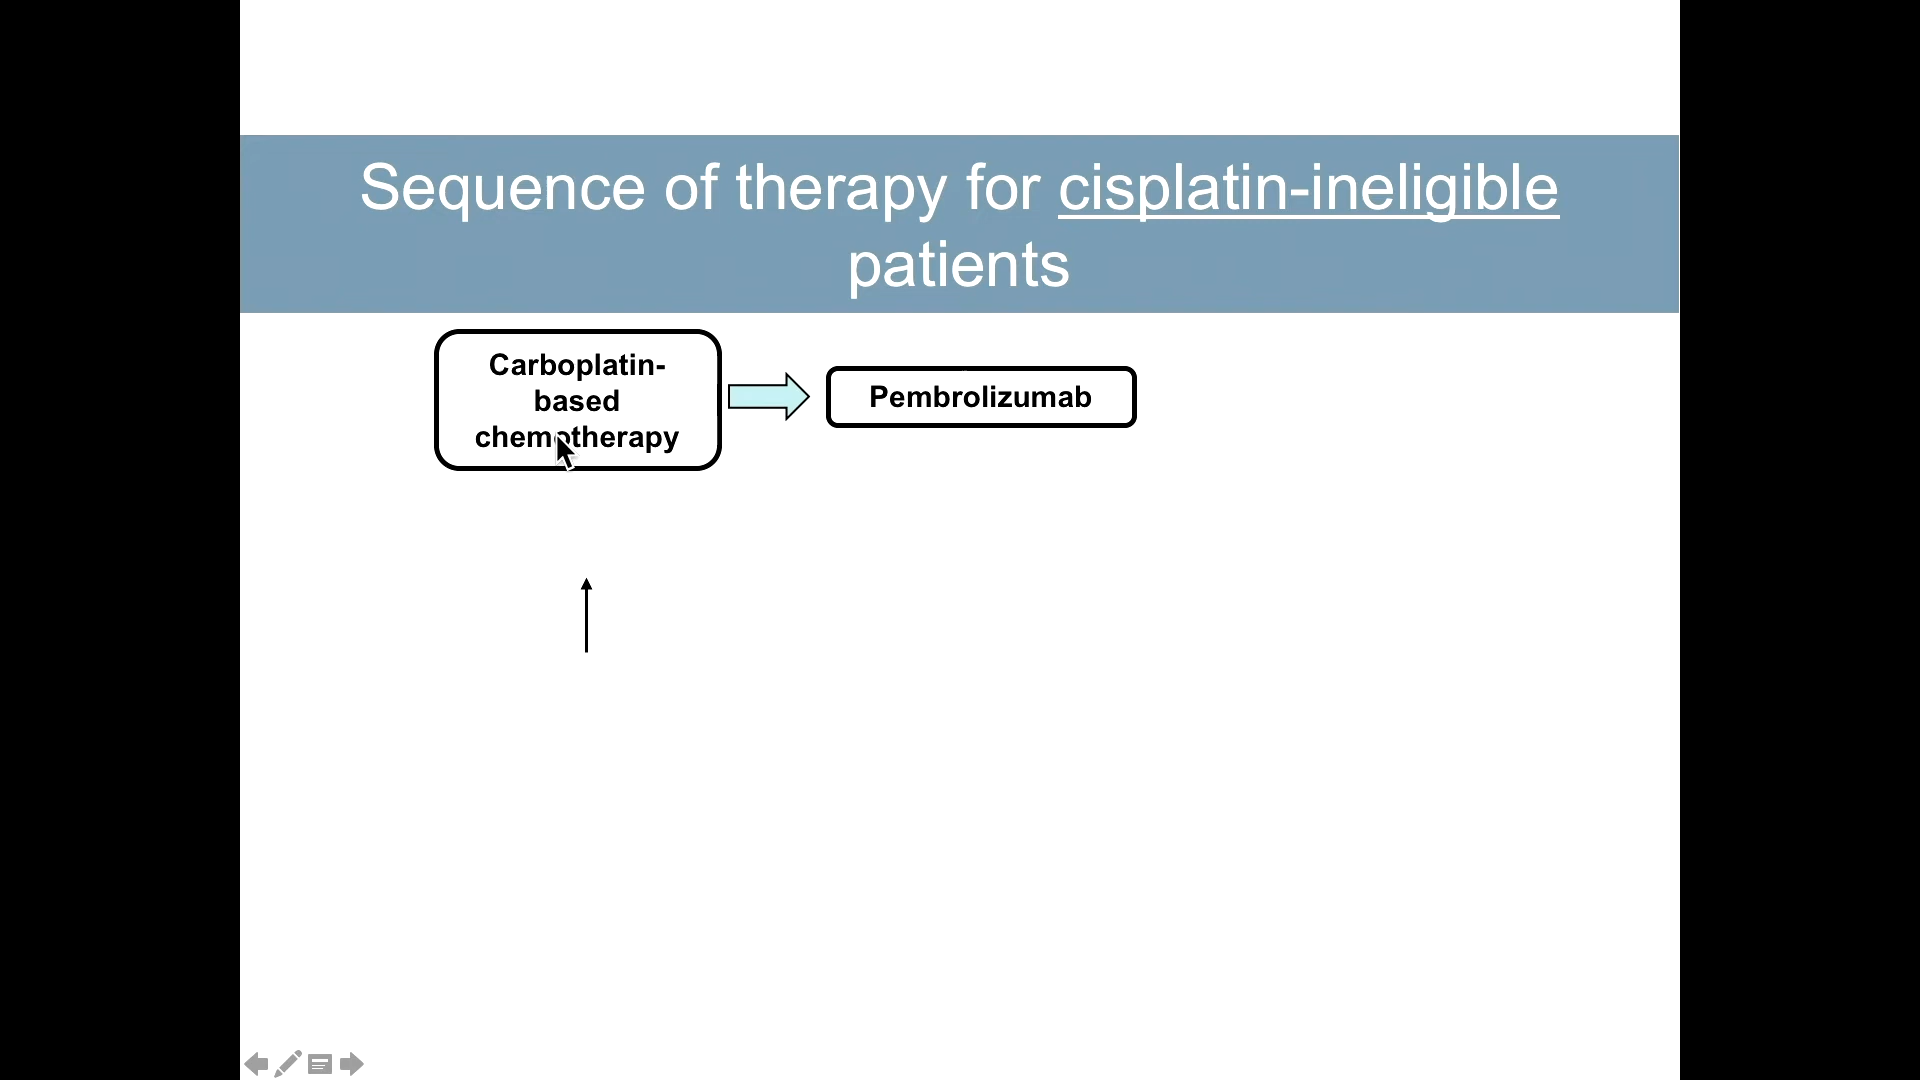 Sequence of therapy for cisplatin-ineligible
patients
Carboplatin-
based
chemotherapy
Pembrolizumab